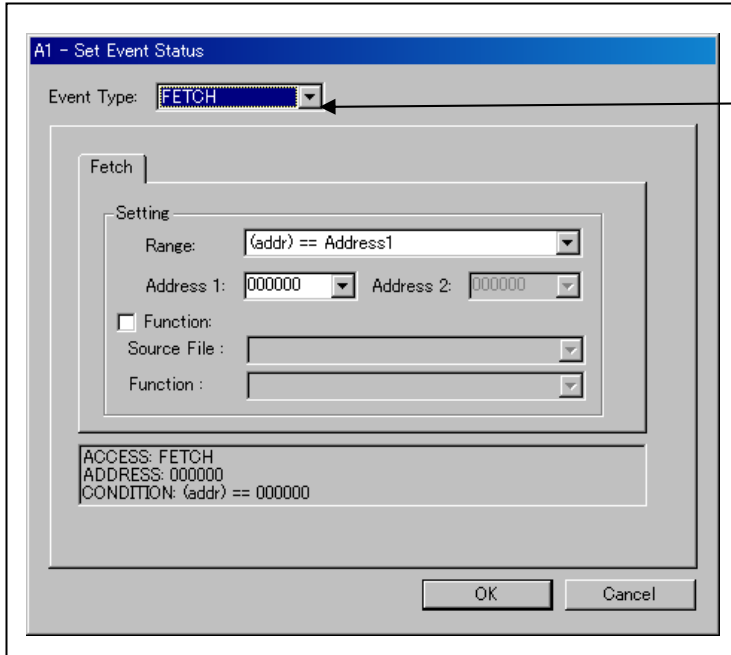 A1 - Set Event Status
Event Type: FETCH
Fetch
Setting
Range: (addr) == Address1
Address 1: 000000 Address 2: 000000
Function:
Source File :
Function :
ACCESS: FETCH
ADDRESS: 000000
CONDITION: (addr) == 000000
OK Cancel